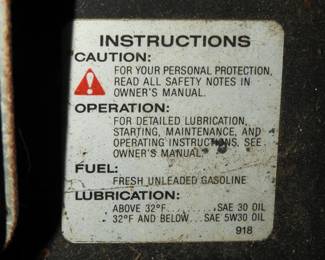 INSTRUCTIONS
CAUTION:
FOR YOUR PERSONAL PROTECTION,
READ ALL SAFETY NOTES IN
OWNER'S MANUAL.
OPERATION:
FOR DETAILED LUBRICATION,
STARTING, MAINTENANCE, AND
OPERATING INSTRUCTIONS, SEE
OWNER'S MANUAL.
FUEL:
FRESH UNLEADED GASOLINE
LUBRICATION:
ABOVE 32°F........SAE 30 OIL
32°F AND BELOW...SAE 5W30 OIL
918